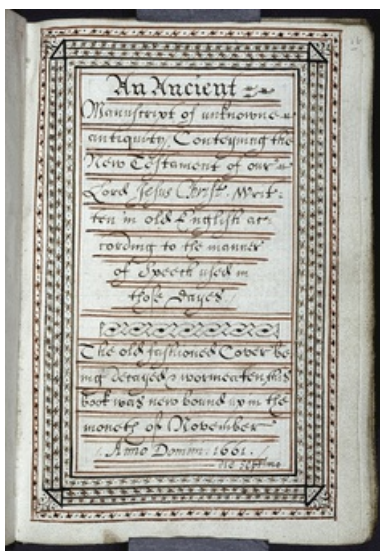 An Ancient
Manuscript of unknowne
antiquity, Conteyning the
New Testament of our
Lord Jesus Christ. Writ:
ten in old English ac:
cording to the manner
of Speech used in
those dayes.
The old fashioned Cover be
ing decayed & wormeaten, this
book was new bound up in the
moneth of November
Anno Domini. 1661.
die septimo